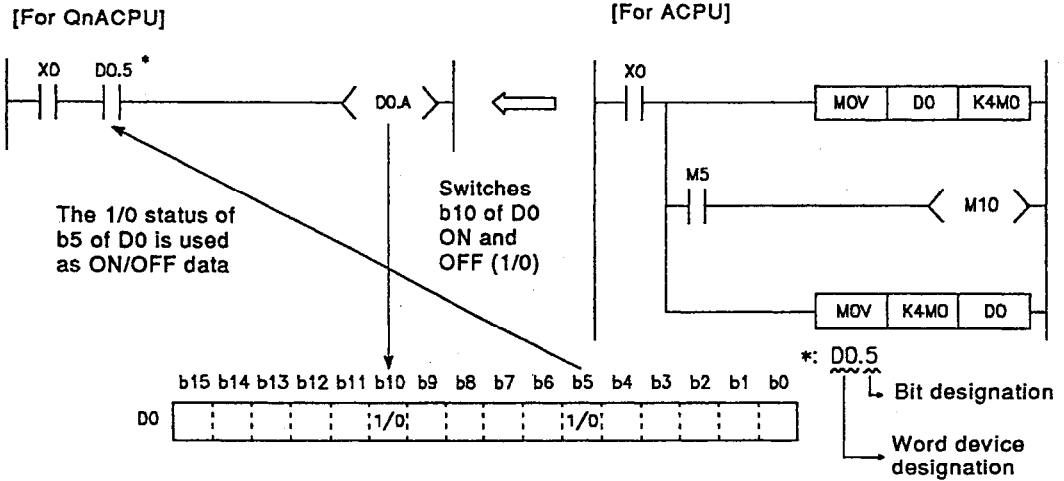 [For QnACPU]
X0 D0.5 *
D0.A
The 1/0 status of
b5 of D0 is used
as ON/OFF data
Switches
b10 of D0
ON and
OFF (1/0)
[For ACPU]
X0
MOV D0 K4M0
M5
M10
MOV K4M0 D0
*: D0.5
Bit designation
Word device
designation
b15 b14 b13 b12 b11 b10 b9 b8 b7 b6 b5 b4 b3 b2 b1 b0
D0 1/0 1/0